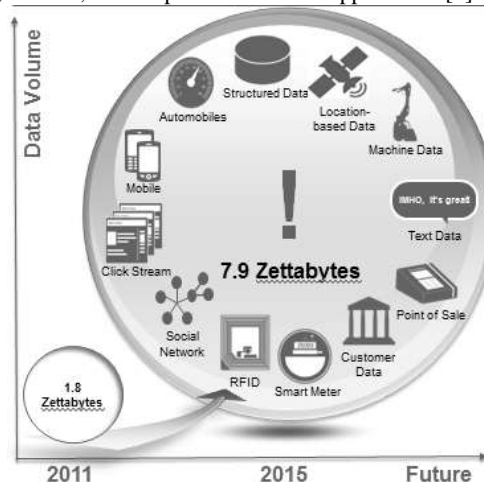 Data Volume
Structured Data
Automobiles
Location-
based Data
Machine Data
Mobile
IMHO, it's great!
Text Data
Click Stream
!
7.9 Zettabytes
Point of Sale
Social
Network
Customer
Data
RFID
Smart Meter
1.8
Zettabytes
2011
2015
Future